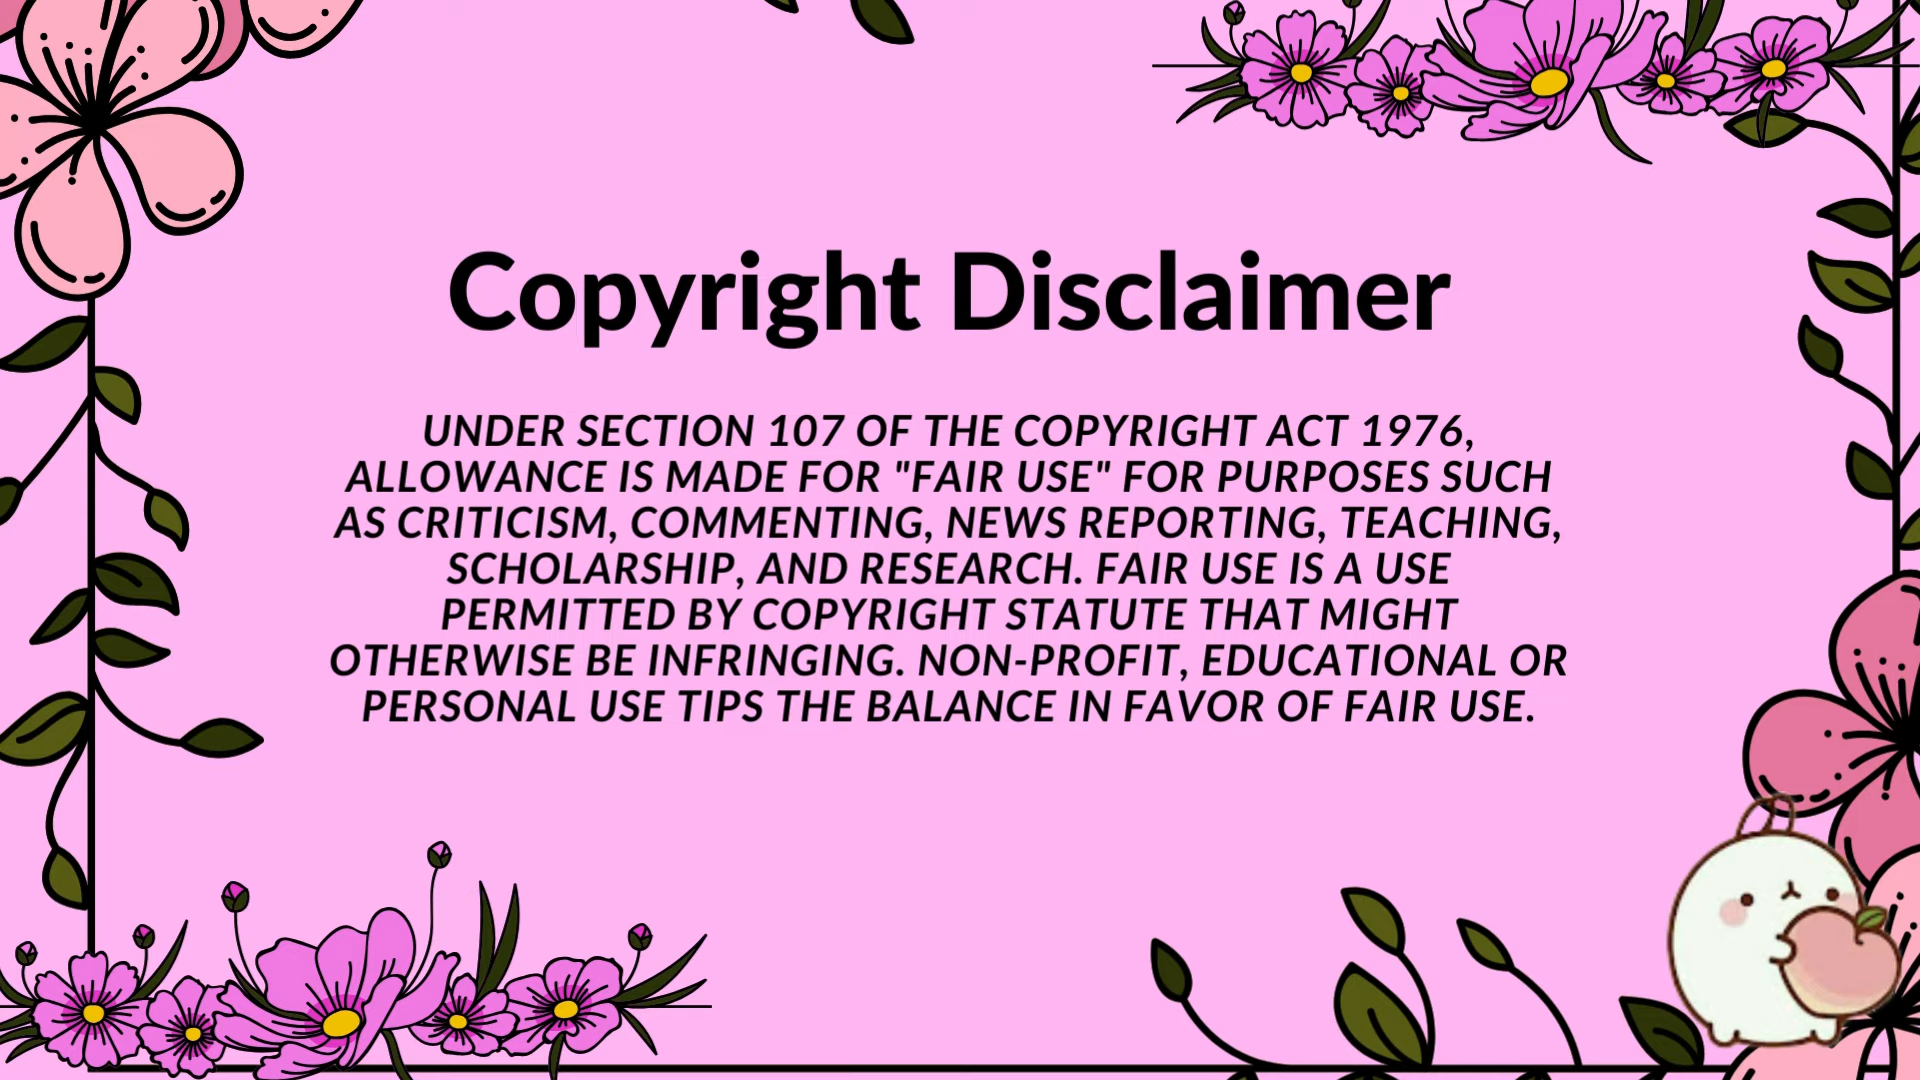 Copyright Disclaimer
UNDER SECTION 107 OF THE COPYRIGHT ACT 1976,
ALLOWANCE IS MADE FOR "FAIR USE" FOR PURPOSES SUCH
AS CRITICISM, COMMENTING, NEWS REPORTING, TEACHING,
SCHOLARSHIP, AND RESEARCH. FAIR USE IS A USE
PERMITTED BY COPYRIGHT STATUTE THAT MIGHT
OTHERWISE BE INFRINGING. NON-PROFIT, EDUCATIONAL OR
PERSONAL USE TIPS THE BALANCE IN FAVOR OF FAIR USE.